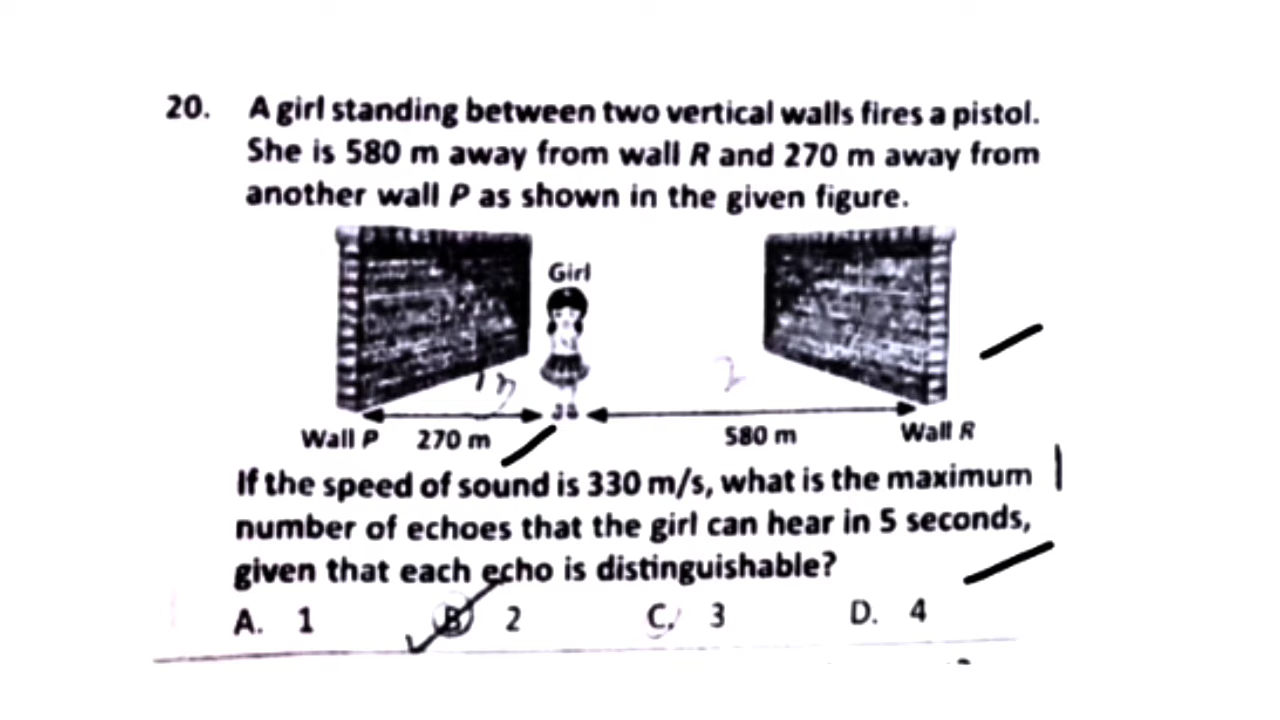 20. A girl standing between two vertical walls fires a pistol.
She is 580 m away from wall R and 270 m away from
another wall P as shown in the given figure.
Girl
Wall P 270 m 580 m Wall R
If the speed of sound is 330 m/s, what is the maximum
number of echoes that the girl can hear in 5 seconds,
given that each echo is distinguishable?
A. 1 B. 2 C. 3 D. 4